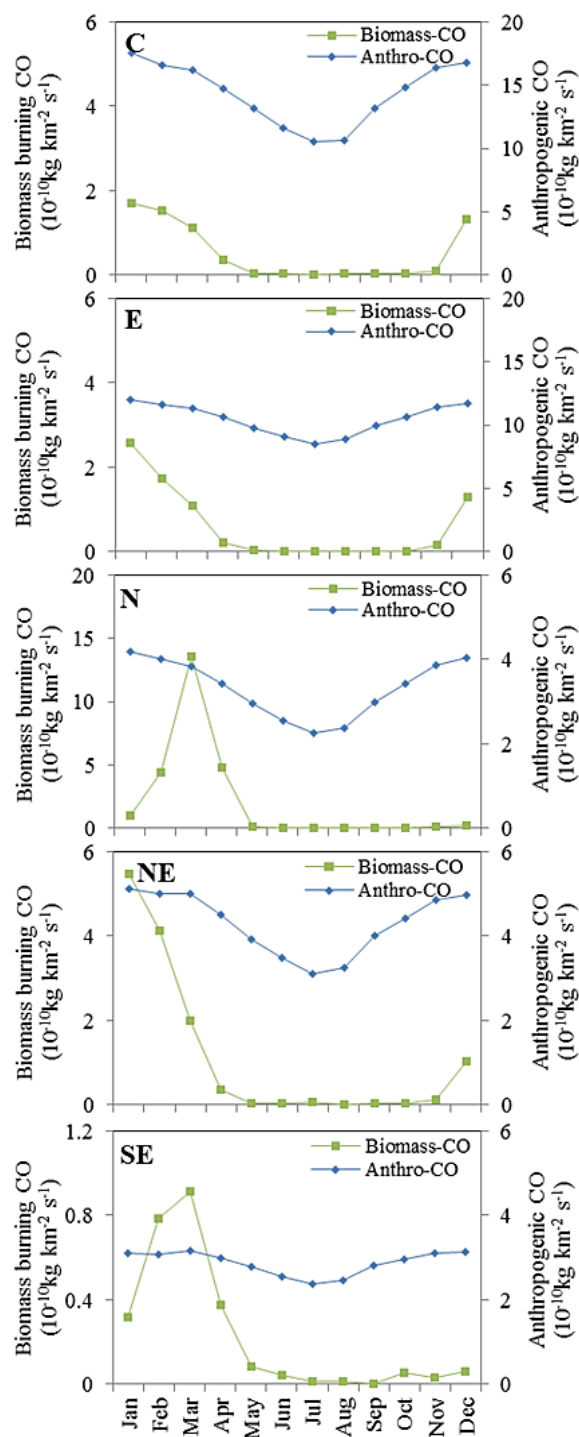 C
Biomass-CO
Anthro-CO
6
4
2
0
20
15
10
5
0
Biomass burning CO
(10⁻¹⁰kg km⁻² s⁻¹)
Anthropogenic CO
(10⁻¹⁰kg km⁻² s⁻¹)
E
Biomass-CO
Anthro-CO
6
4
2
0
20
15
10
5
0
Biomass burning CO
(10⁻¹⁰kg km⁻² s⁻¹)
Anthropogenic CO
(10⁻¹⁰kg km⁻² s⁻¹)
N
Biomass-CO
Anthro-CO
20
15
10
5
0
6
4
2
0
Biomass burning CO
(10⁻¹⁰kg km⁻² s⁻¹)
Anthropogenic CO
(10⁻¹⁰kg km⁻² s⁻¹)
NE
Biomass-CO
Anthro-CO
6
4
2
0
6
4
2
0
Biomass burning CO
(10⁻¹⁰kg km⁻² s⁻¹)
Anthropogenic CO
(10⁻¹⁰kg km⁻² s⁻¹)
SE
Biomass-CO
Anthro-CO
1.2
0.8
0.4
0
6
4
2
0
Biomass burning CO
(10⁻¹⁰kg km⁻² s⁻¹)
Anthropogenic CO
(10⁻¹⁰kg km⁻² s⁻¹)
Jan
Feb
Mar
Apr
May
Jun
Jul
Aug
Sep
Oct
Nov
Dec